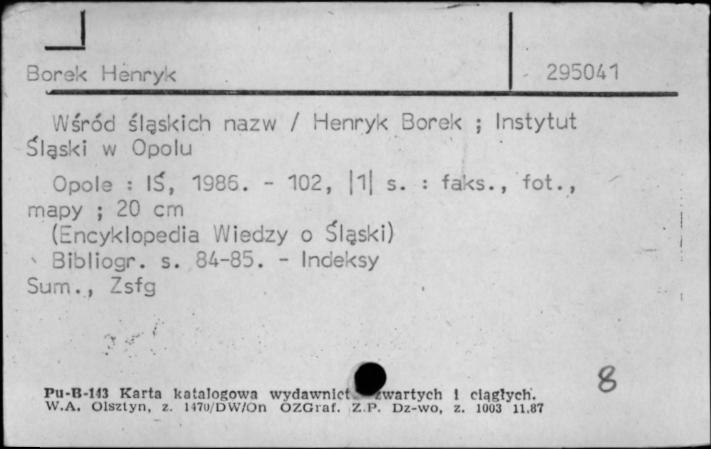 Borek Henryk 295041
Wśród śląskich nazw / Henryk Borek ; Instytut
Śląski w Opolu
Opole : IŚ, 1986. - 102, |1| s. : faks., fot.,
mapy ; 20 cm
(Encyklopedia Wiedzy o Śląski)
Bibliogr. s. 84-85. - Indeksy
Sum., Zsfg
8
Pu-B-143 Karta katalogowa wydawnict zwartych i ciągłych.
W.A. Olsztyn, z. 1470/DW/On OZGraf. Z.P. Dz-wo, z. 1003 11.87